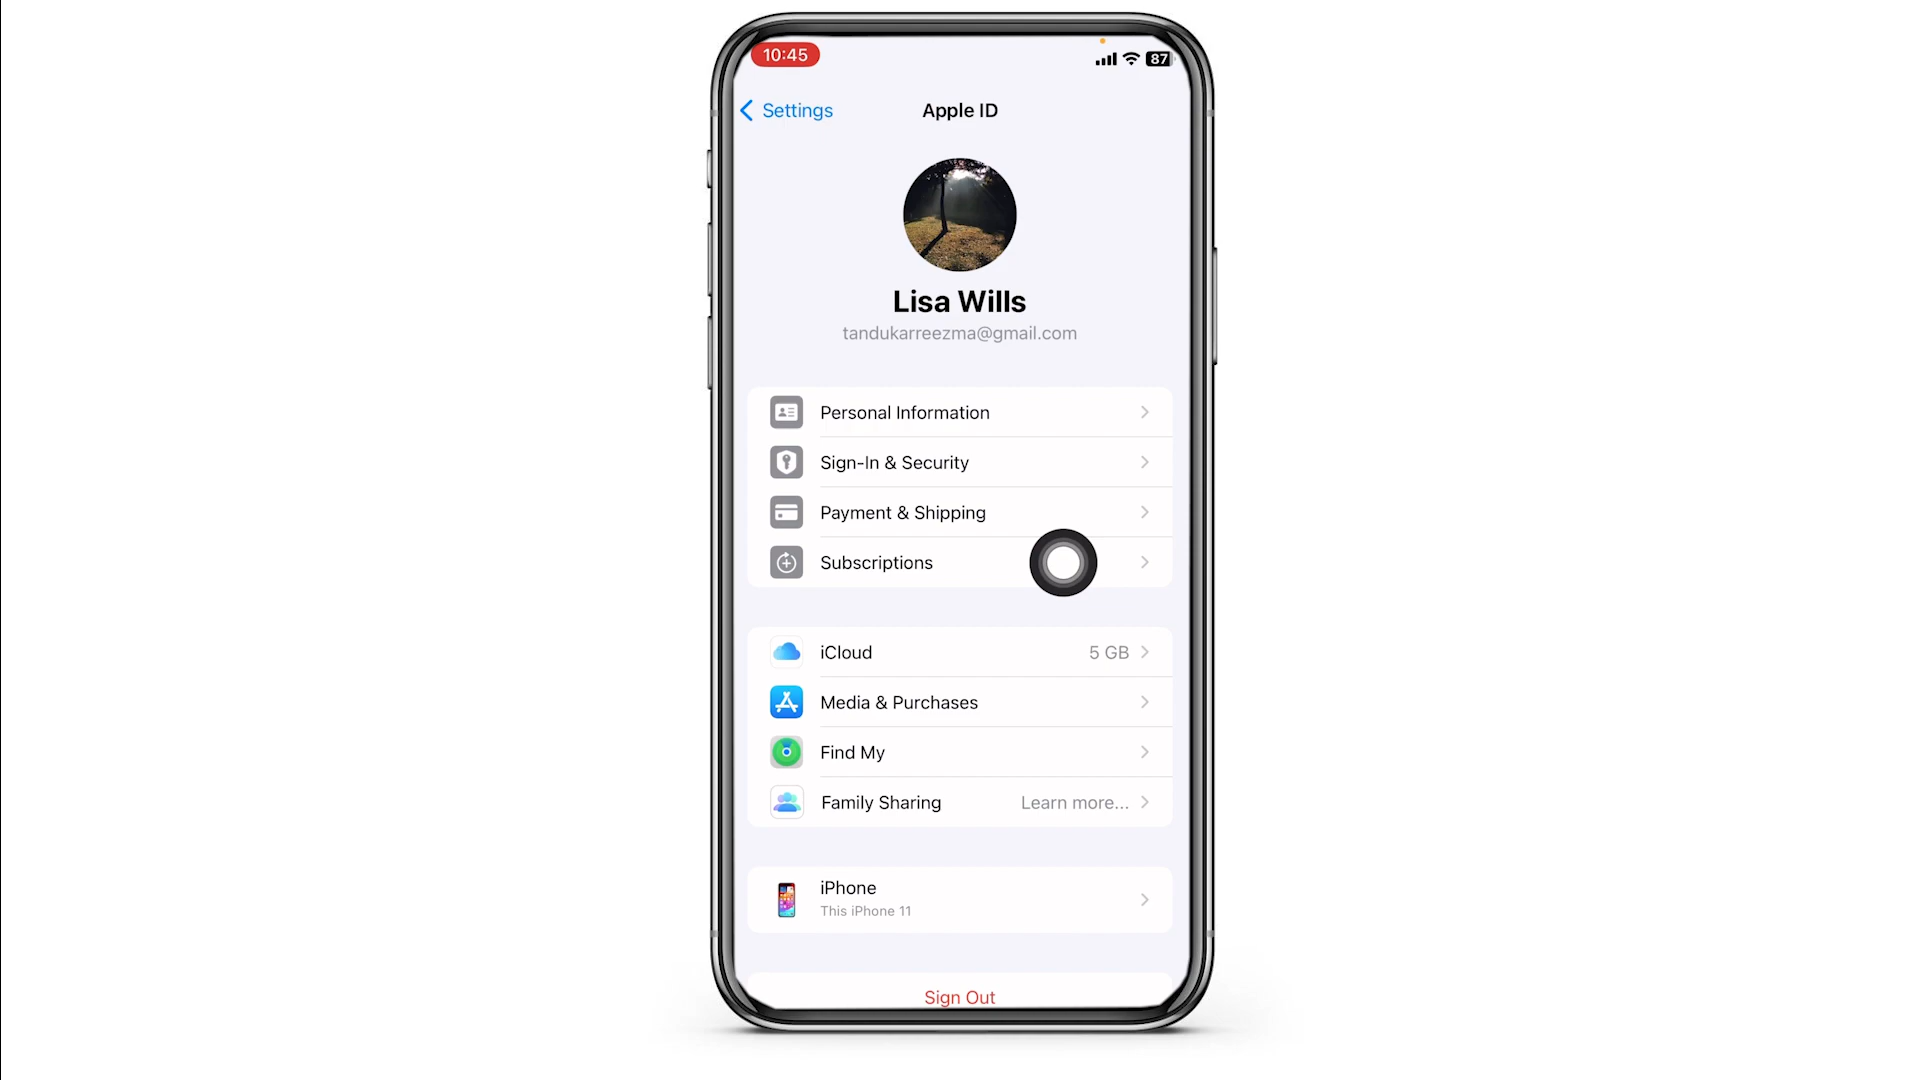 10:45
87
Settings
Apple ID
Lisa Wills
tandukarreezma@gmail.com
Personal Information
Sign-In & Security
Payment & Shipping
Subscriptions
iCloud 5 GB
Media & Purchases
Find My
Family Sharing Learn more...
iPhone
This iPhone 11
Sign Out